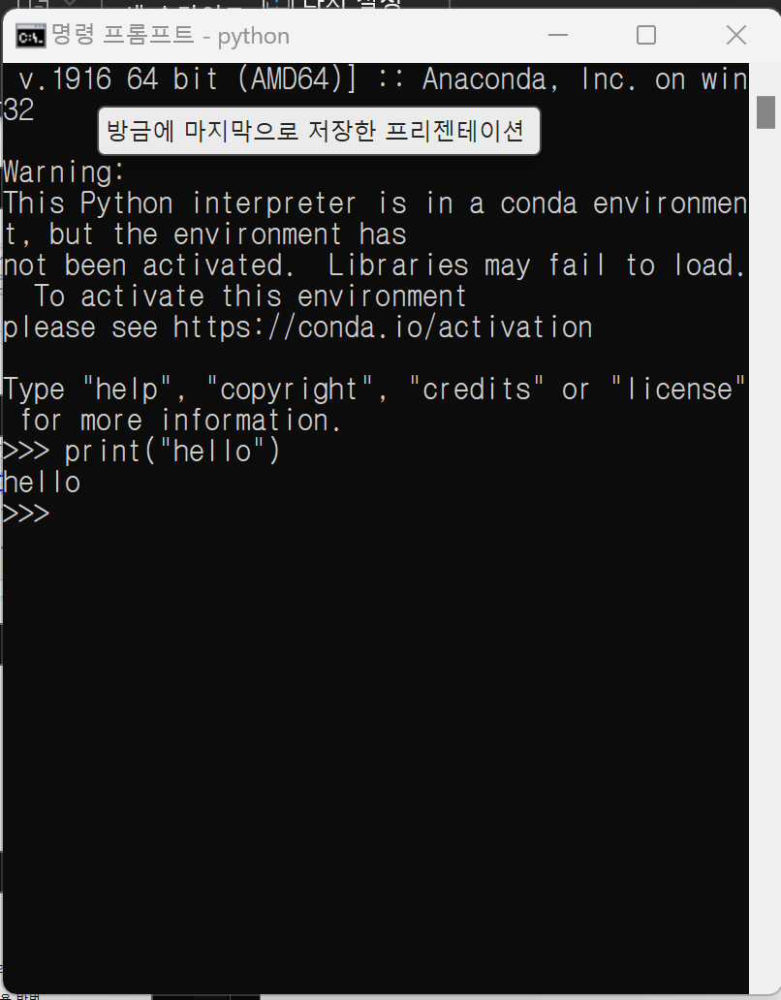 명령 프롬프트 - python
v.1916 64 bit (AMD64)] :: Anaconda, Inc. on win
32
방금에 마지막으로 저장한 프리젠테이션
Warning:
This Python interpreter is in a conda environmen
t, but the environment has
not been activated.  Libraries may fail to load.
  To activate this environment
please see https://conda.io/activation
Type "help", "copyright", "credits" or "license"
 for more information.
>>> print("hello")
hello
>>>